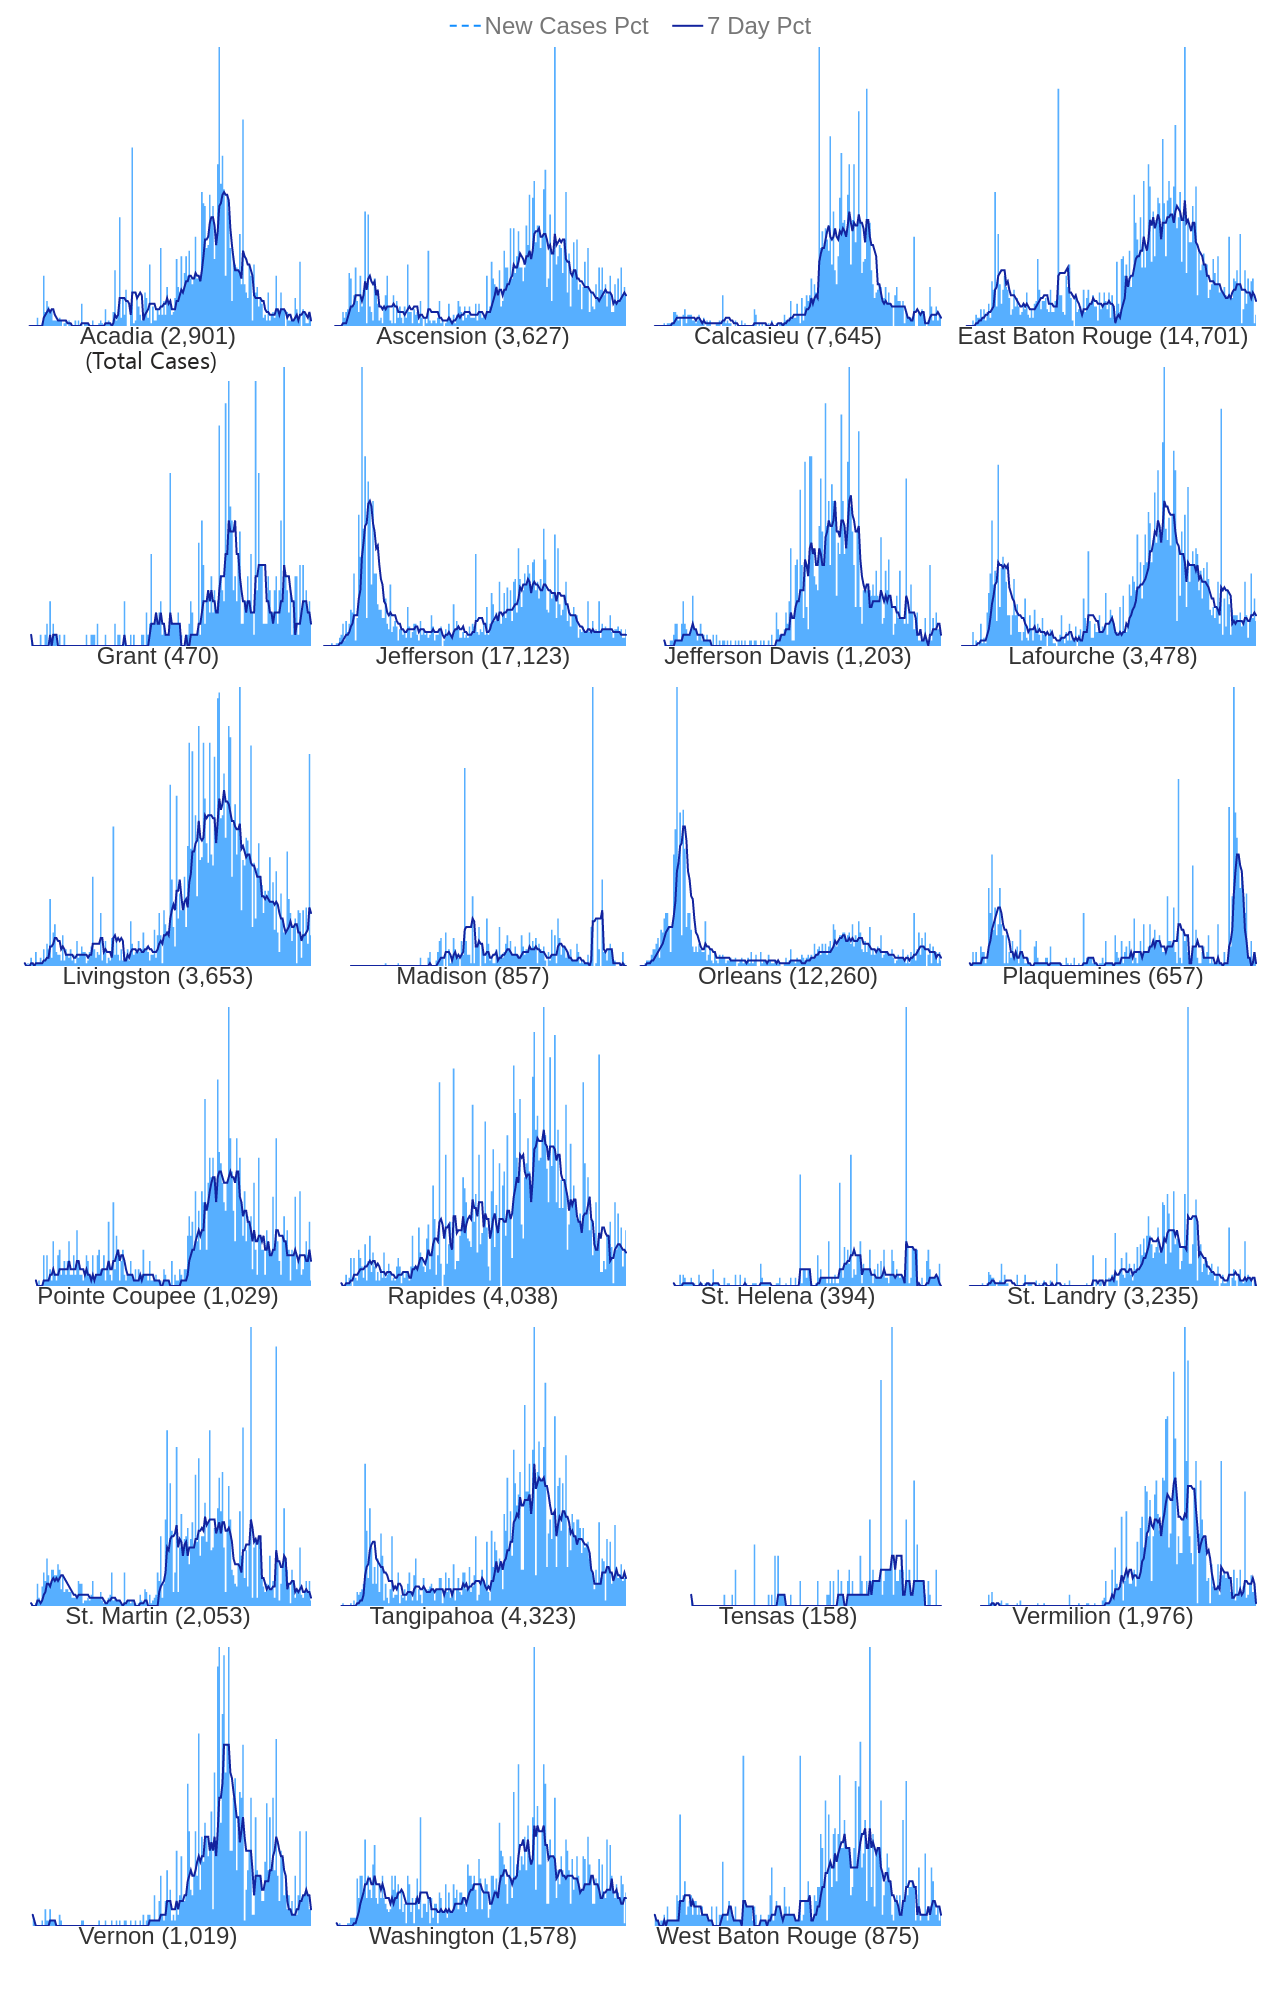 New Cases Pct 7 Day Pct
Acadia (2,901) Ascension (3,627) Calcasieu (7,645) East Baton Rouge (14,701)
(Total Cases)
Grant (470) Jefferson (17,123) Jefferson Davis (1,203) Lafourche (3,478)
Livingston (3,653) Madison (857) Orleans (12,260) Plaquemines (657)
Pointe Coupee (1,029) Rapides (4,038) St. Helena (394) St. Landry (3,235)
St. Martin (2,053) Tangipahoa (4,323) Tensas (158) Vermilion (1,976)
Vernon (1,019) Washington (1,578) West Baton Rouge (875)